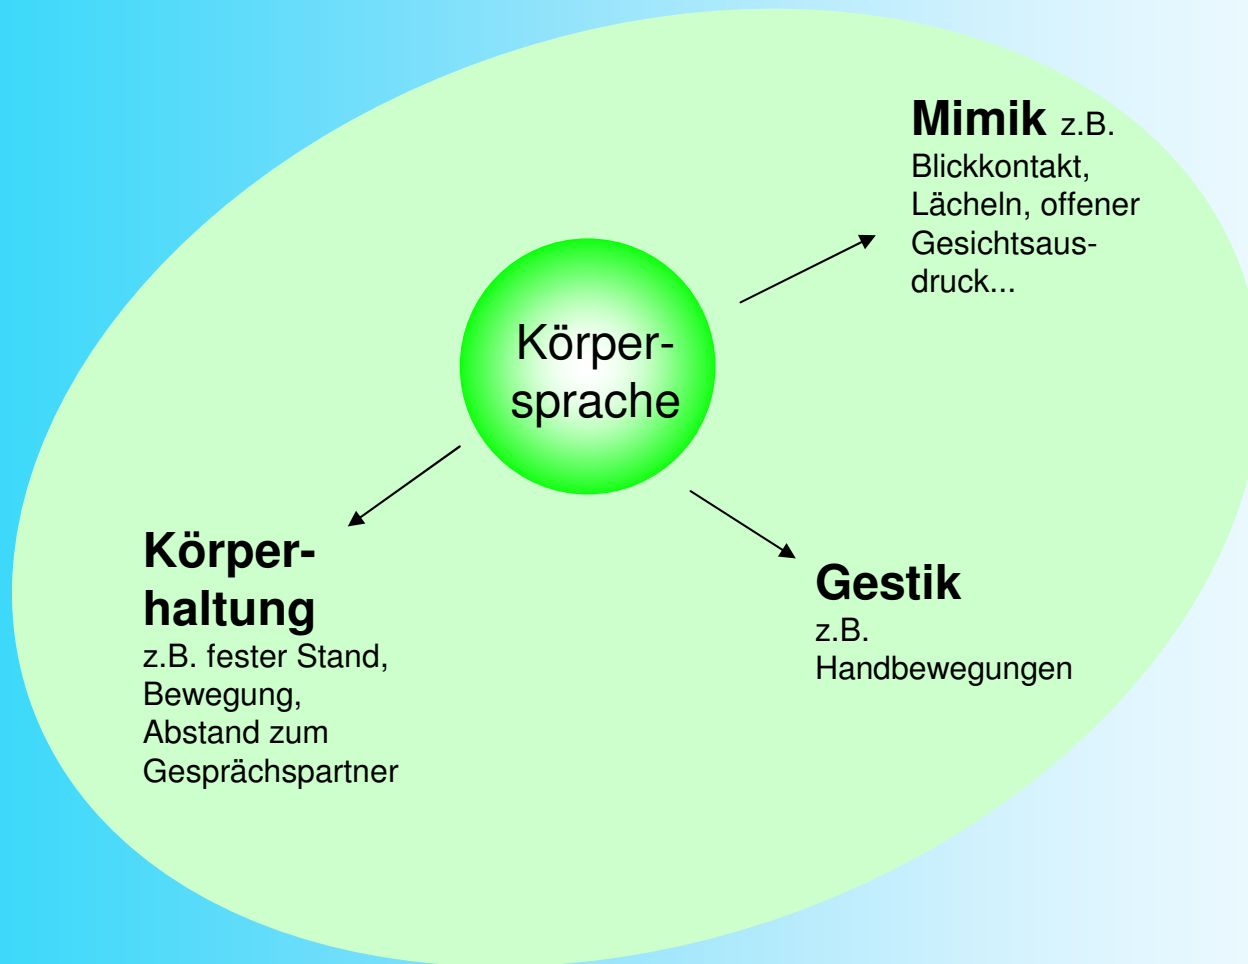 Mimik z.B.
Blickkontakt,
Lächeln, offener
Gesichtsaus-
druck...
Körper-
sprache
Körper-
haltung
z.B. fester Stand,
Bewegung,
Abstand zum
Gesprächspartner
Gestik
z.B.
Handbewegungen